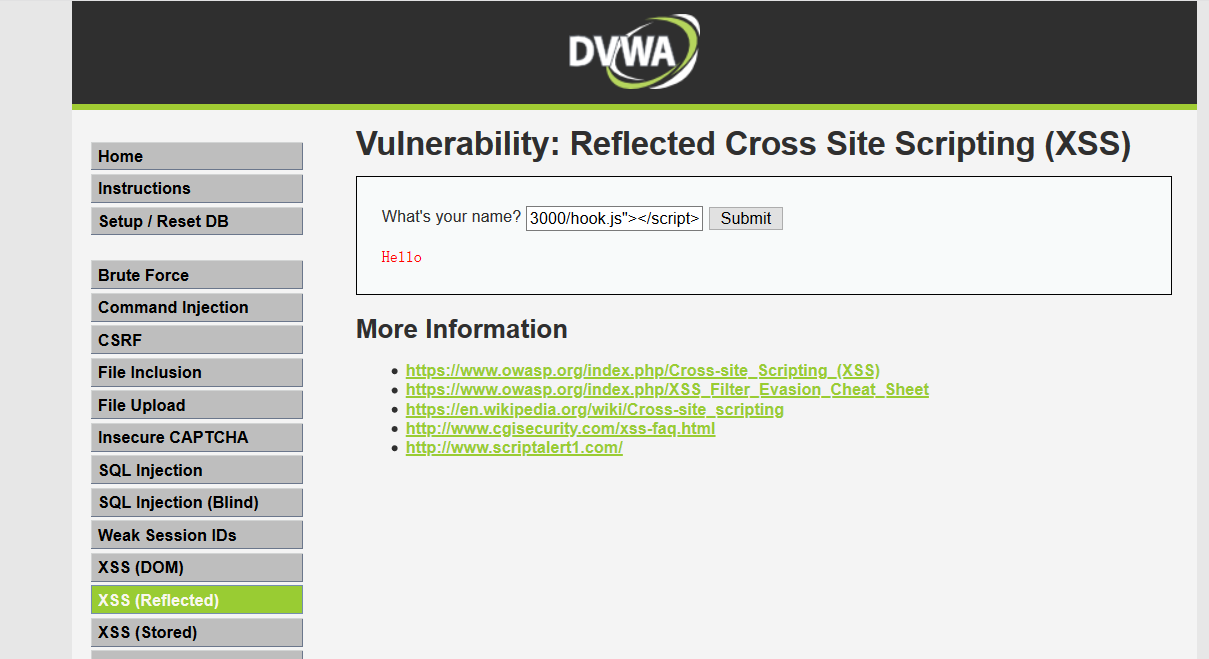 DVWA
Vulnerability: Reflected Cross Site Scripting (XSS)
Home
Instructions
Setup / Reset DB
Brute Force
Command Injection
CSRF
File Inclusion
File Upload
Insecure CAPTCHA
SQL Injection
SQL Injection (Blind)
Weak Session IDs
XSS (DOM)
XSS (Reflected)
XSS (Stored)
What's your name? 3000/hook.js"></script> Submit
Hello
More Information
https://www.owasp.org/index.php/Cross-site_Scripting_(XSS)
https://www.owasp.org/index.php/XSS_Filter_Evasion_Cheat_Sheet
https://en.wikipedia.org/wiki/Cross-site_scripting
http://www.cgisecurity.com/xss-faq.html
http://www.scriptalert1.com/